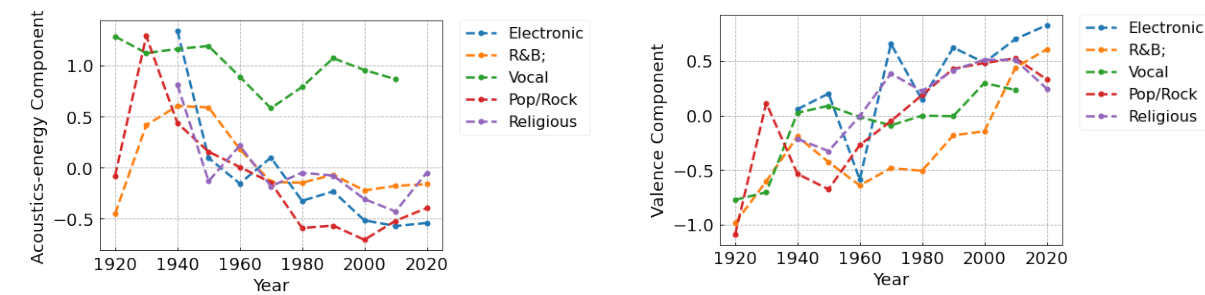 Acoustics-energy Component
1.0
0.5
0.0
−0.5
1920 1940 1960 1980 2000 2020
Year
Electronic
R&B;
Vocal
Pop/Rock
Religious
Valence Component
0.5
0.0
−0.5
−1.0
1920 1940 1960 1980 2000 2020
Year
Electronic
R&B;
Vocal
Pop/Rock
Religious